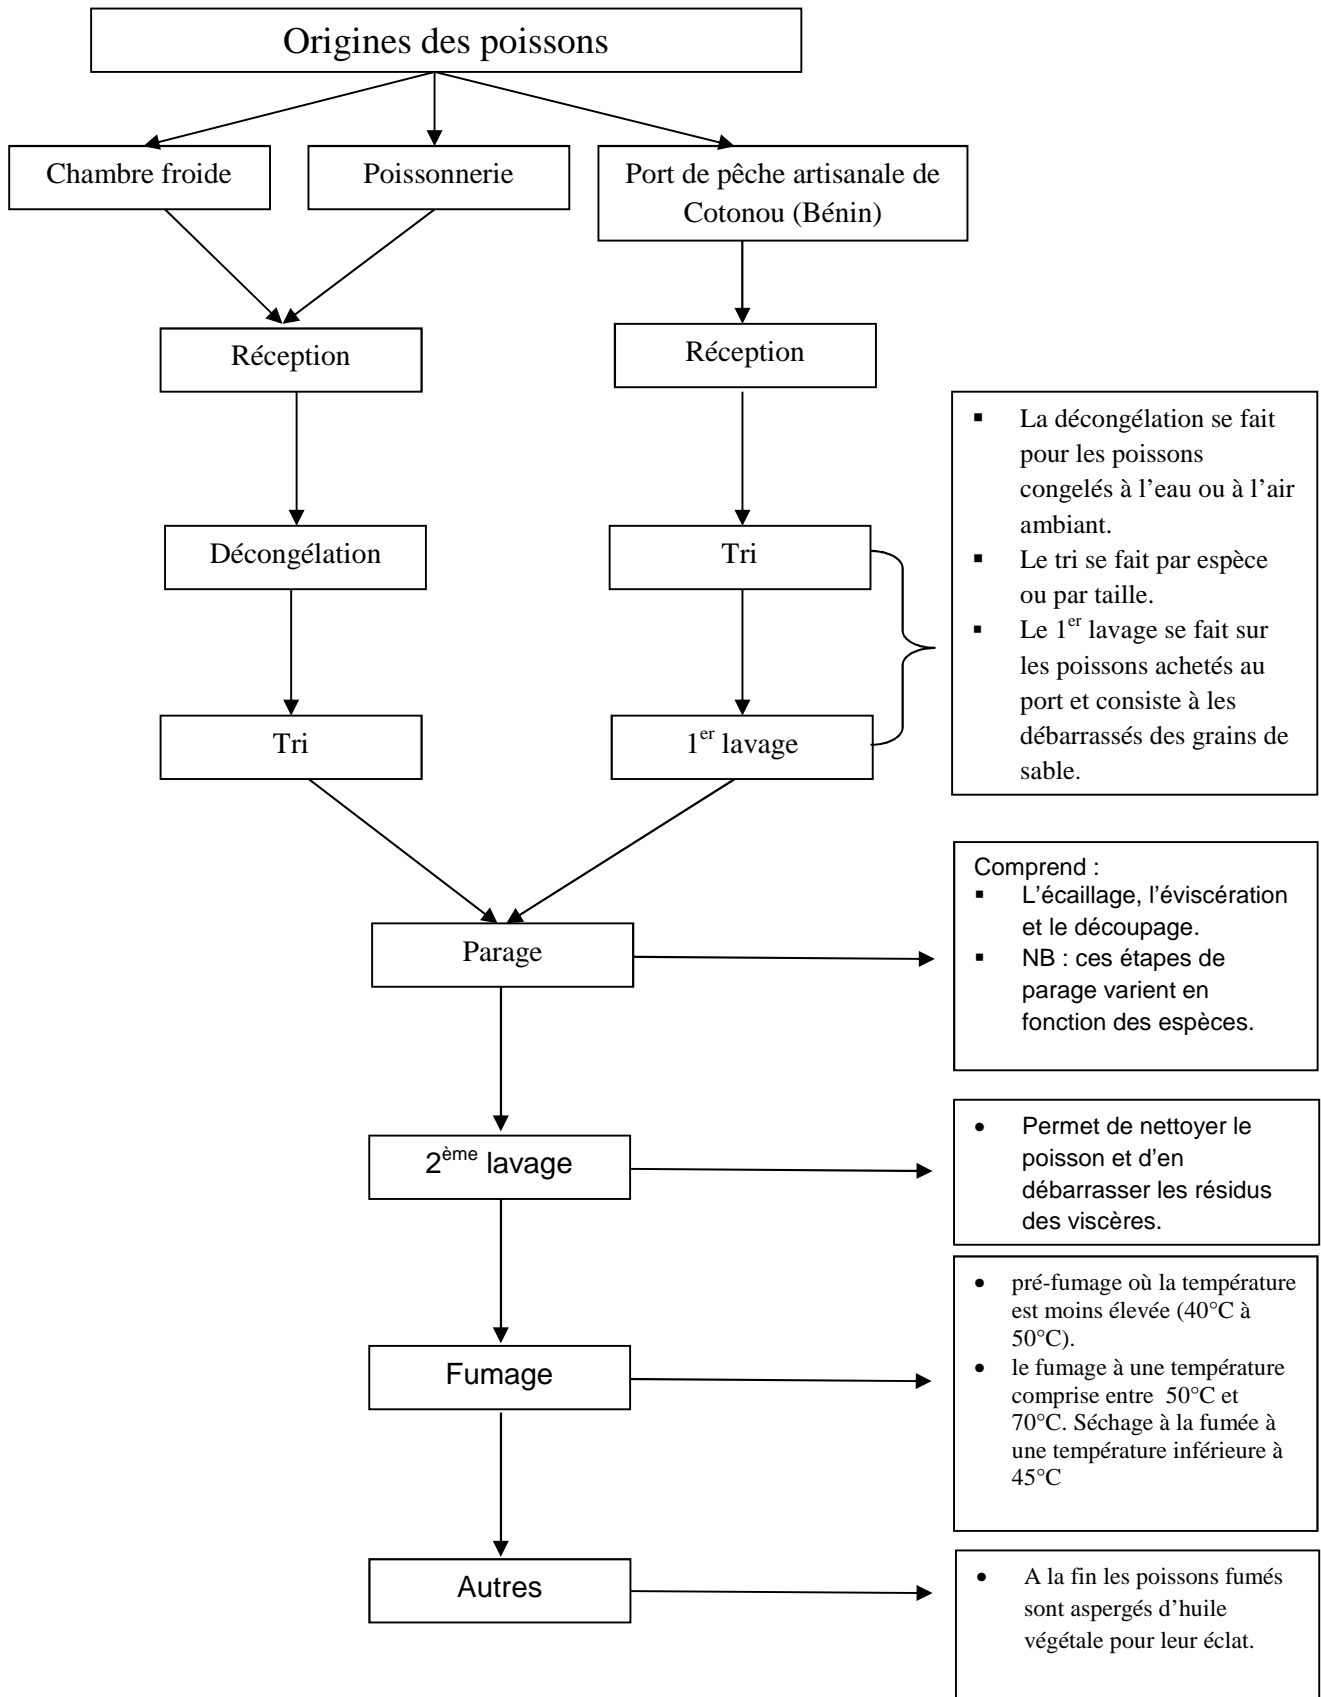 Origines des poissons
Chambre froide
Poissonnerie
Port de pêche artisanale de
Cotonou (Bénin)
Réception
Réception
Décongélation
Tri
Tri
1er lavage
▪ La décongélation se fait
pour les poissons
congelés à l’eau ou à l’air
ambiant.
▪ Le tri se fait par espèce
ou par taille.
▪ Le 1er lavage se fait sur
les poissons achetés au
port et consiste à les
débarrassés des grains de
sable.
Parage
Comprend :
▪ L’écaillage, l’éviscération
et le découpage.
▪ NB : ces étapes de
parage varient en
fonction des espèces.
2ème lavage
• Permet de nettoyer le
poisson et d’en
débarrasser les résidus
des viscères.
Fumage
• pré-fumage où la température
est moins élevée (40°C à
50°C).
• le fumage à une température
comprise entre 50°C et
70°C. Séchage à la fumée à
une température inférieure à
45°C
Autres
• A la fin les poissons fumés
sont aspergés d’huile
végétale pour leur éclat.